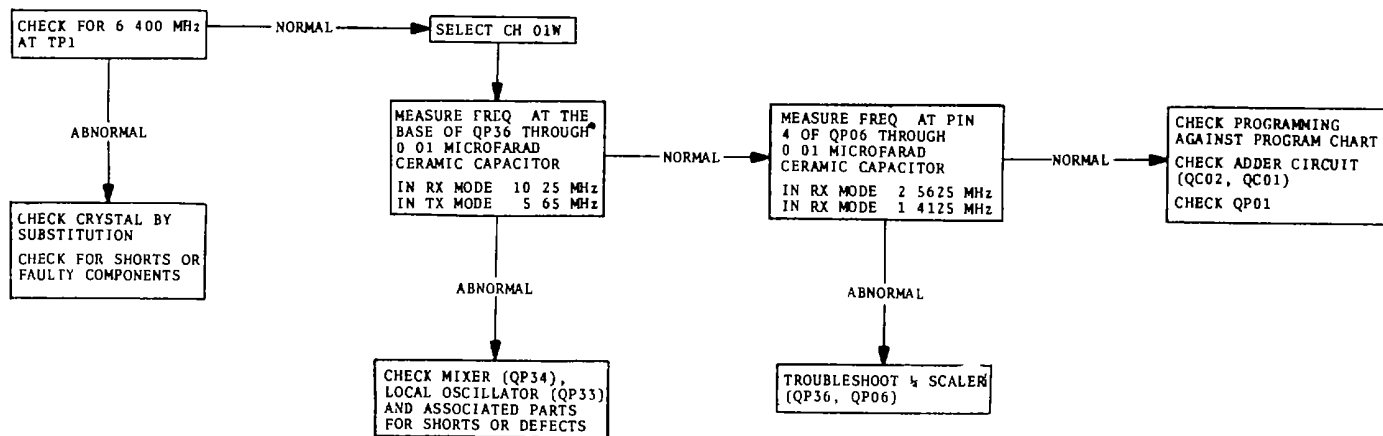 CHECK FOR 6 400 MHz
AT TP1
NORMAL
SELECT CH 01W
ABNORMAL
CHECK CRYSTAL BY
SUBSTITUTION
CHECK FOR SHORTS OR
FAULTY COMPONENTS
MEASURE FREQ AT THE
BASE OF QP36 THROUGH
0 01 MICROFARAD
CERAMIC CAPACITOR
IN RX MODE 10 25 MHz
IN TX MODE 5 65 MHz
NORMAL
ABNORMAL
CHECK MIXER (QP34),
LOCAL OSCILLATOR (QP33)
AND ASSOCIATED PARTS
FOR SHORTS OR DEFECTS
MEASURE FREQ AT PIN
4 OF QP06 THROUGH
0 01 MICROFARAD
CERAMIC CAPACITOR
IN RX MODE 2 5625 MHz
IN RX MODE 1 4125 MHz
NORMAL
ABNORMAL
TROUBLESHOOT ¼ SCALER
(QP36, QP06)
CHECK PROGRAMMING
AGAINST PROGRAM CHART
CHECK ADDER CIRCUIT
(QC02, QC01)
CHECK QP01